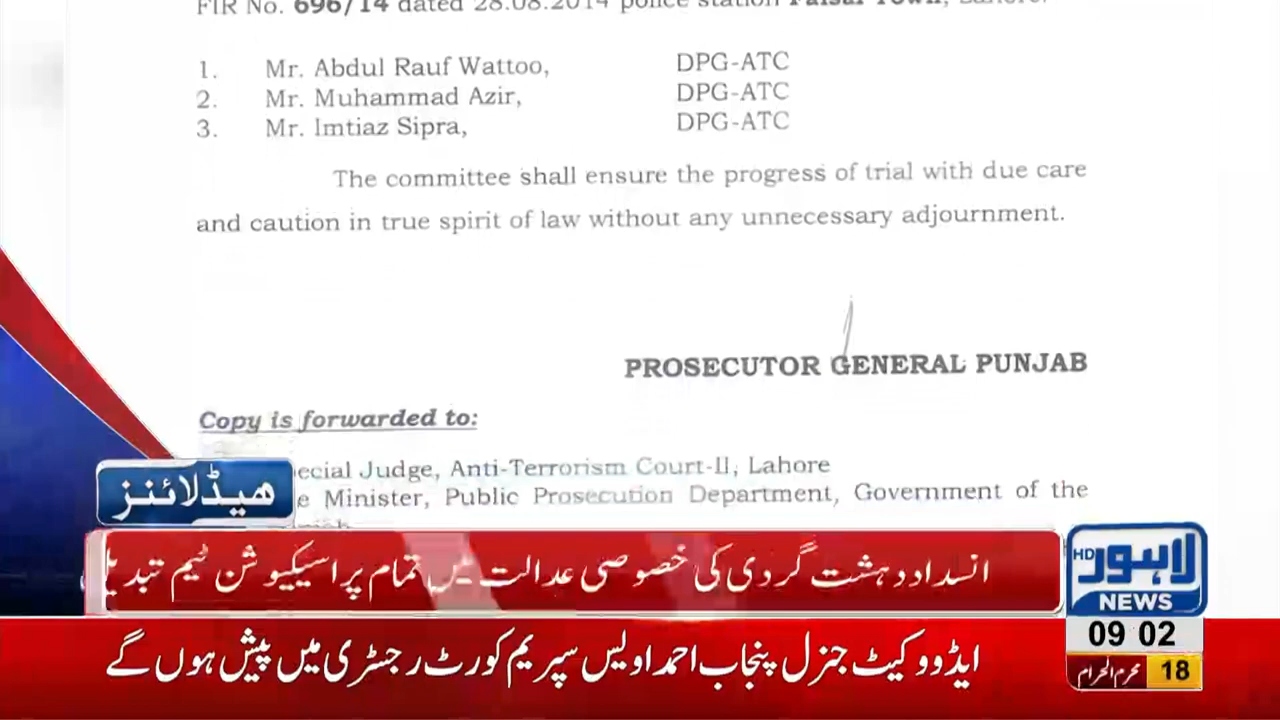 FIR No. 696/14 dated 28.08.2014 police station Faisal Town, Lahore.
1. Mr. Abdul Rauf Wattoo, DPG-ATC
2. Mr. Muhammad Azir, DPG-ATC
3. Mr. Imtiaz Sipra, DPG-ATC
The committee shall ensure the progress of trial with due care
and caution in true spirit of law without any unnecessary adjournment.
PROSECUTOR GENERAL PUNJAB
Copy is forwarded to:
ecial Judge, Anti-Terrorism Court-II, Lahore
e Minister, Public Prosecution Department, Government of the
ہیڈلائنز
انسداد دہشت گردی کی خصوصی عدالت میں تمام پراسیکیوشن ٹیم تبدیل
لاہور HD
NEWS
09 02
ایڈووکیٹ جنرل پنجاب احمد اویس سپریم کورٹ رجسٹری میں پیش ہوں گے
18 محرم الحرام